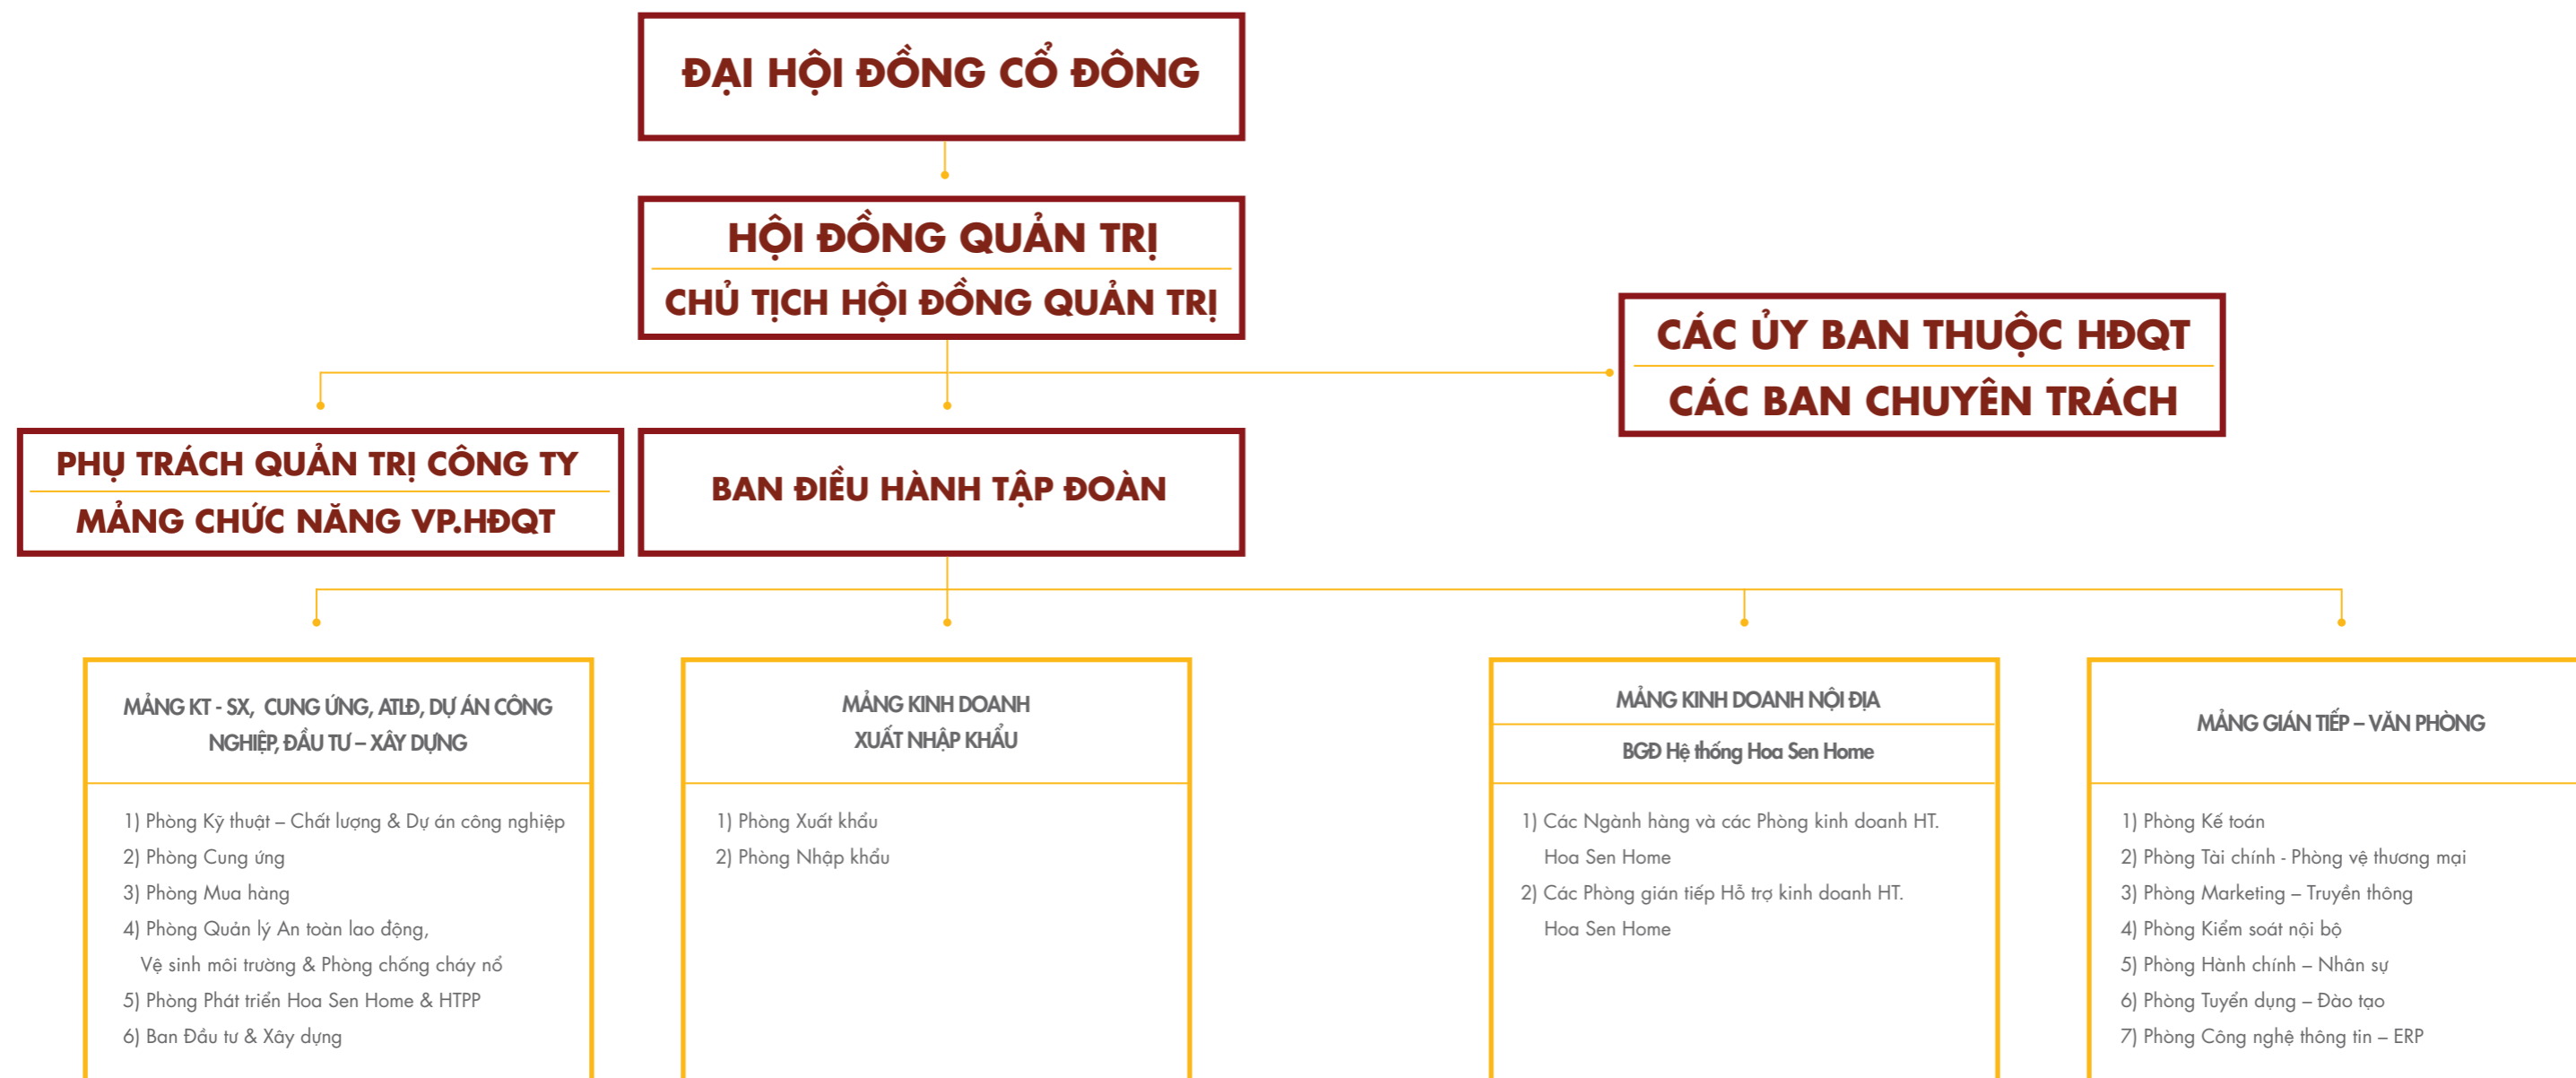 ĐẠI HỘI ĐỒNG CỔ ĐÔNG
HỘI ĐỒNG QUẢN TRỊ
CHỦ TỊCH HỘI ĐỒNG QUẢN TRỊ
CÁC ỦY BAN THUỘC HĐQT
CÁC BAN CHUYÊN TRÁCH
PHỤ TRÁCH QUẢN TRỊ CÔNG TY
MẢNG CHỨC NĂNG VP.HĐQT
BAN ĐIỀU HÀNH TẬP ĐOÀN
MẢNG KT - SX, CUNG ỨNG, ATLĐ, DỰ ÁN CÔNG
NGHIỆP, ĐẦU TƯ – XÂY DỰNG
1) Phòng Kỹ thuật – Chất lượng & Dự án công nghiệp
2) Phòng Cung ứng
3) Phòng Mua hàng
4) Phòng Quản lý An toàn lao động,
Vệ sinh môi trường & Phòng chống cháy nổ
5) Phòng Phát triển Hoa Sen Home & HTPP
6) Ban Đầu tư & Xây dựng
MẢNG KINH DOANH
XUẤT NHẬP KHẨU
1) Phòng Xuất khẩu
2) Phòng Nhập khẩu
MẢNG KINH DOANH NỘI ĐỊA
BGĐ Hệ thống Hoa Sen Home
1) Các Ngành hàng và các Phòng kinh doanh HT.
Hoa Sen Home
2) Các Phòng gián tiếp Hỗ trợ kinh doanh HT.
Hoa Sen Home
MẢNG GIÁN TIẾP – VĂN PHÒNG
1) Phòng Kế toán
2) Phòng Tài chính - Phòng vệ thương mại
3) Phòng Marketing – Truyền thông
4) Phòng Kiểm soát nội bộ
5) Phòng Hành chính – Nhân sự
6) Phòng Tuyển dụng – Đào tạo
7) Phòng Công nghệ thông tin – ERP